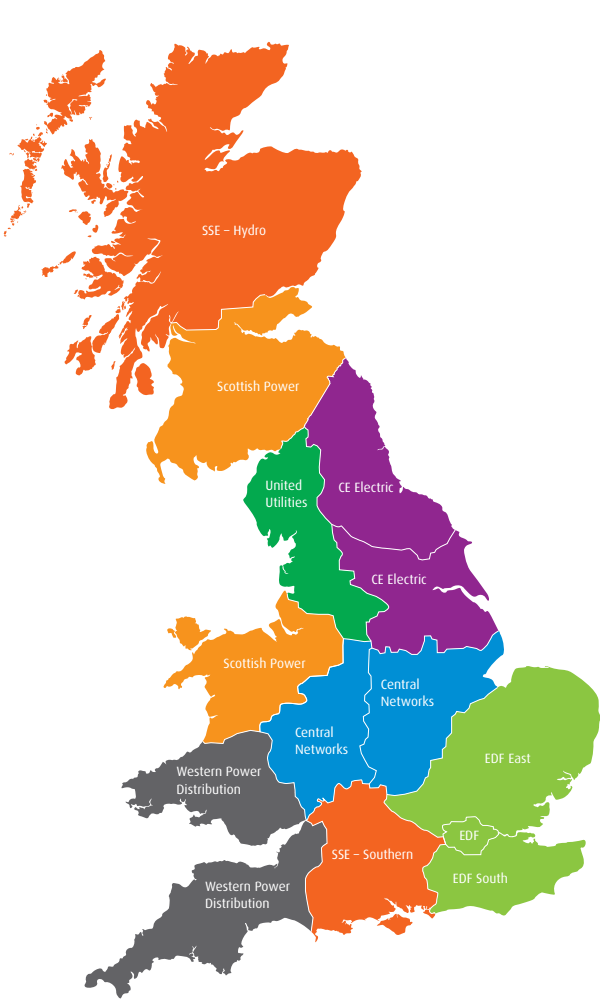 SSE – Hydro
Scottish Power
United
Utilities
CE Electric
CE Electric
Scottish Power
Central
Networks
Central
Networks
EDF East
Western Power
Distribution
EDF
SSE – Southern
EDF South
Western Power
Distribution